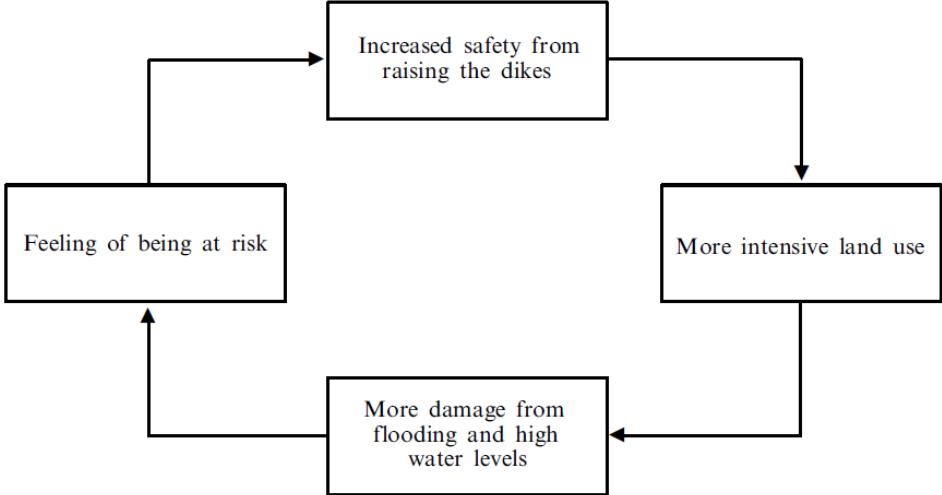 Increased safety from
raising the dikes
Feeling of being at risk
More intensive land use
More damage from
flooding and high
water levels